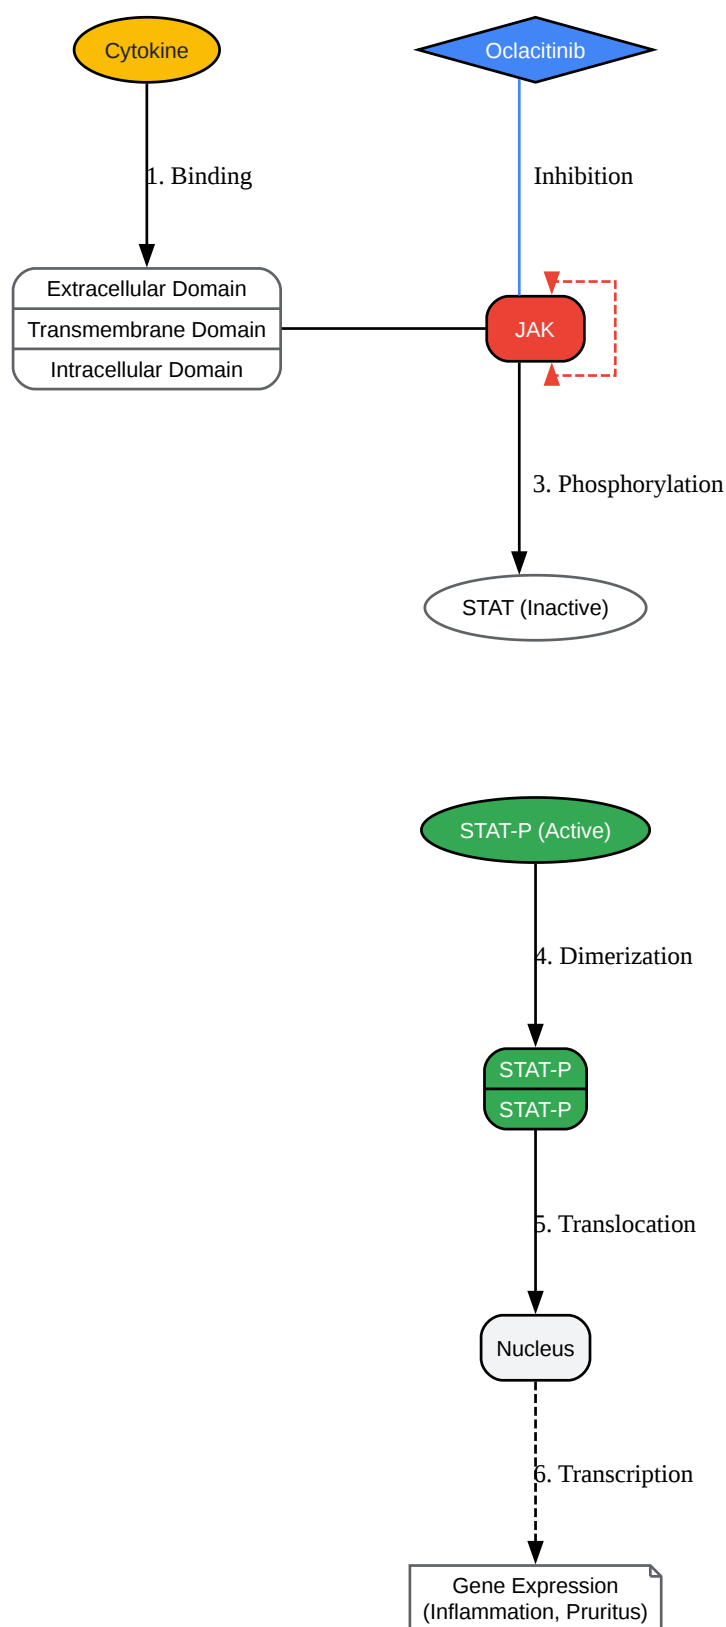 Cytokine
Oclacitinib
1. Binding
Inhibition
Extracellular Domain
Transmembrane Domain
Intracellular Domain
JAK
3. Phosphorylation
STAT (Inactive)
STAT-P (Active)
4. Dimerization
STAT-P
STAT-P
5. Translocation
Nucleus
6. Transcription
Gene Expression
(Inflammation, Pruritus)